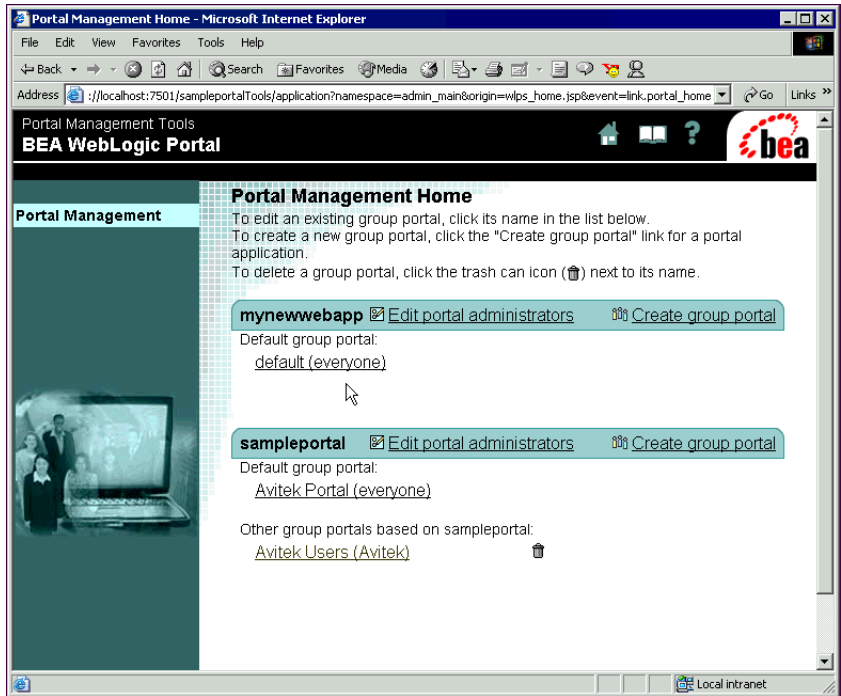 Portal Management Home - Microsoft Internet Explorer
File Edit View Favorites Tools Help
Back Search Favorites Media
Address ://localhost:7501/sampleportalTools/application?namespace=admin_main&origin=wlps_home.jsp&event=link.portal_home Go Links »
Portal Management Tools
BEA WebLogic Portal
? bea
Portal Management
Portal Management Home
To edit an existing group portal, click its name in the list below.
To create a new group portal, click the "Create group portal" link for a portal
application.
To delete a group portal, click the trash can icon ( ) next to its name.
mynewwebapp Edit portal administrators Create group portal
Default group portal:
default (everyone)
sampleportal Edit portal administrators Create group portal
Default group portal:
Avitek Portal (everyone)
Other group portals based on sampleportal:
Avitek Users (Avitek)
Local intranet